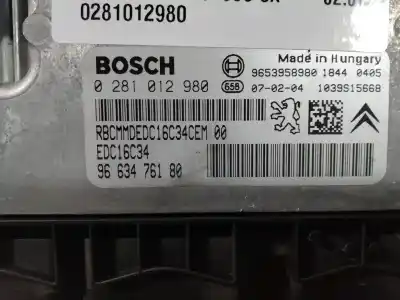 0281012980
BOSCH
Made in Hungary
9653958980 1844 0405
0 281 012 980
658
07-02-04
1039S15668
RBCMMDEDC16C34CEM 00
EDC16C34
96 634 761 80